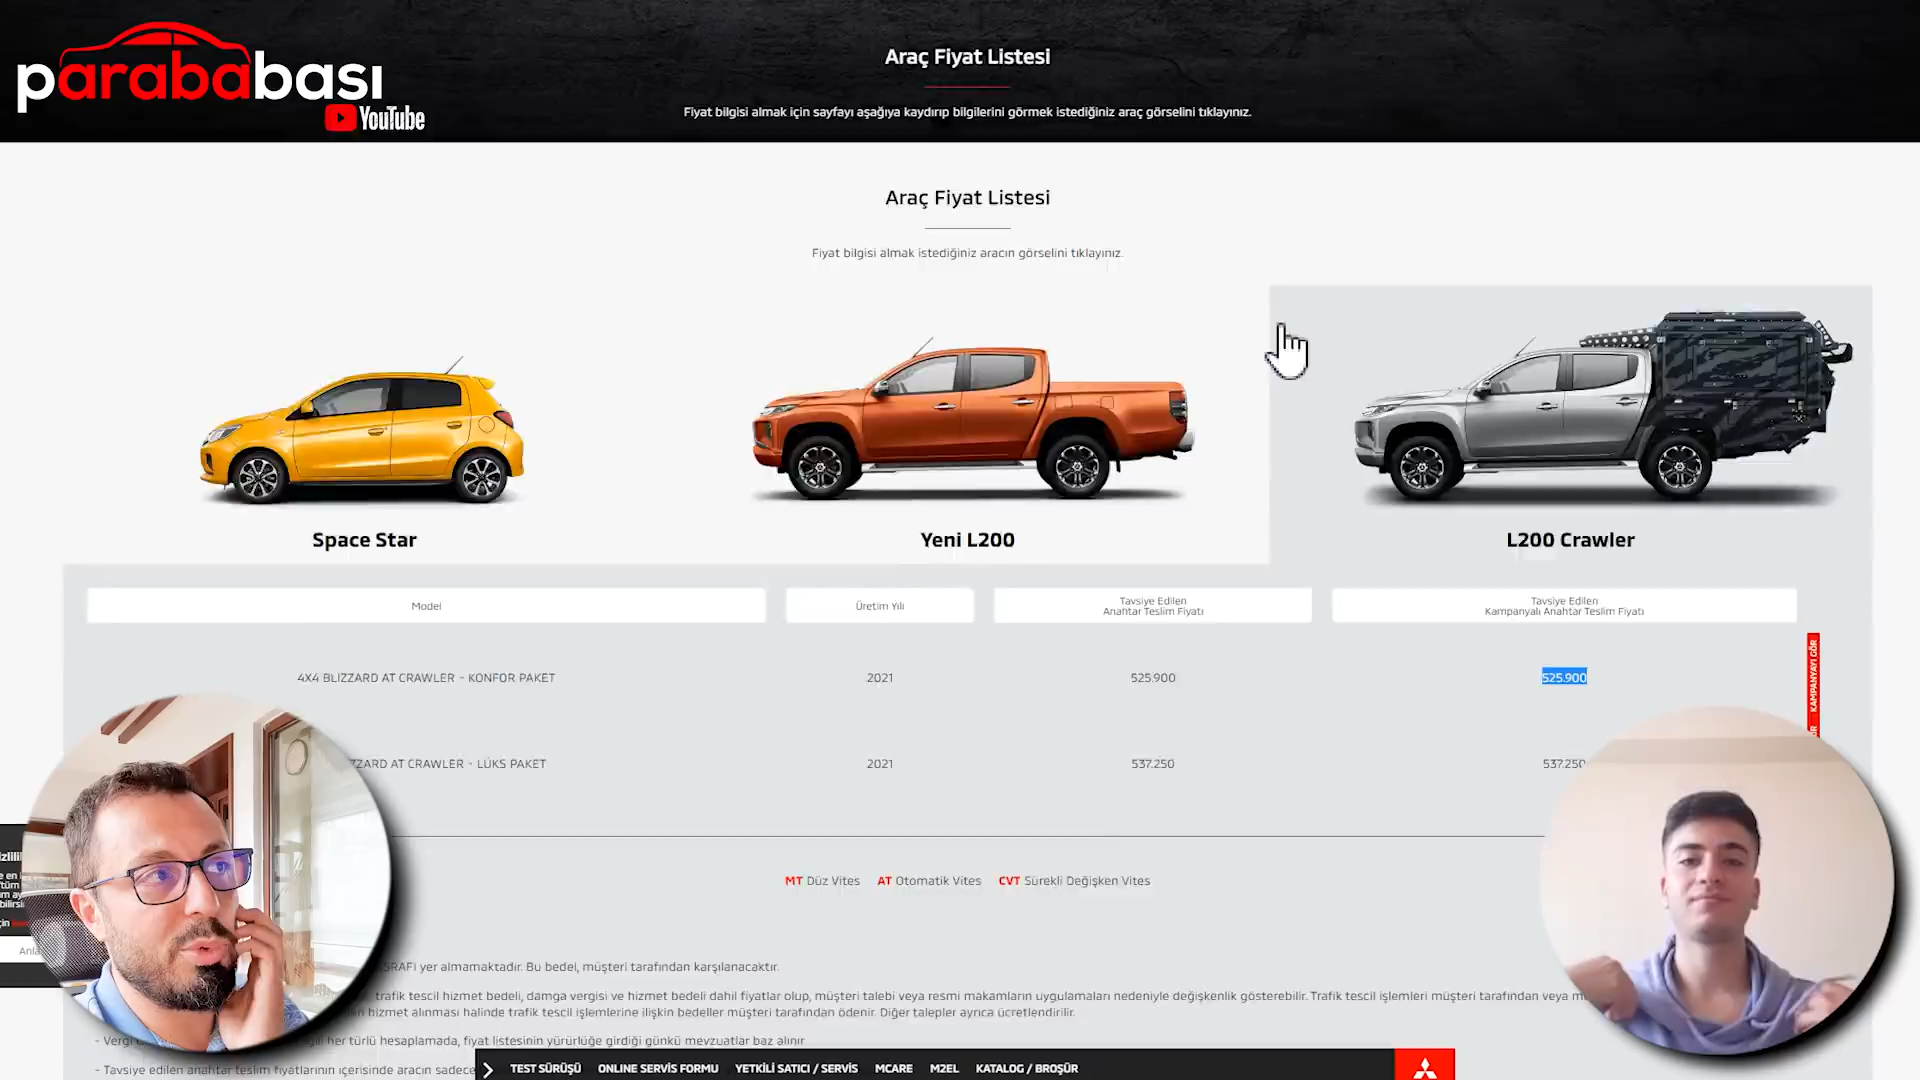 parababası
YouTube
Araç Fiyat Listesi
Fiyat bilgisi almak için sayfayı aşağıya kaydırıp bilgilerini görmek istediğiniz araç görselini tıklayınız.
Araç Fiyat Listesi
Fiyat bilgisi almak istediğiniz aracın görselini tıklayınız.
Space Star
Yeni L200
L200 Crawler
Model
Üretim Yılı
Tavsiye Edilen
Anahtar Teslim Fiyatı
Tavsiye Edilen
Kampanyalı Anahtar Teslim Fiyatı
4X4 BLIZZARD AT CRAWLER - KONFOR PAKET
2021
525.900
525.900
KAMPANYAYI GÖR
AT CRAWLER - LÜKS PAKET
2021
537.250
537.250
MT Düz Vites AT Otomatik Vites CVT Sürekli Değişken Vites
yer almamaktadır. Bu bedel, müşteri tarafından karşılanacaktır.
trafik tescil hizmet bedeli, damga vergisi ve hizmet bedeli dahil fiyatlar olup, müşteri talebi veya resmi makamların uygulamaları nedeniyle değişkenlik gösterebilir. Trafik tescil işlemleri müşteri tarafından veya
hizmet alınması halinde trafik tescil işlemlerine ilişkin bedeller müşteri tarafından ödenir. Diğer talepler ayrıca ücretlendirilir.
- Vergi
her türlü hesaplamada, fiyat listesinin yürürlüğe girdiği günkü mevzuatlar baz alınır
- Tavsiye edilen anahtar teslim fiyatlarının içerisinde aracın sadece
TEST SÜRÜŞÜ ONLINE SERVİS FORMU YETKİLİ SATICI / SERVİS MCARE M2EL KATALOG / BROŞÜR